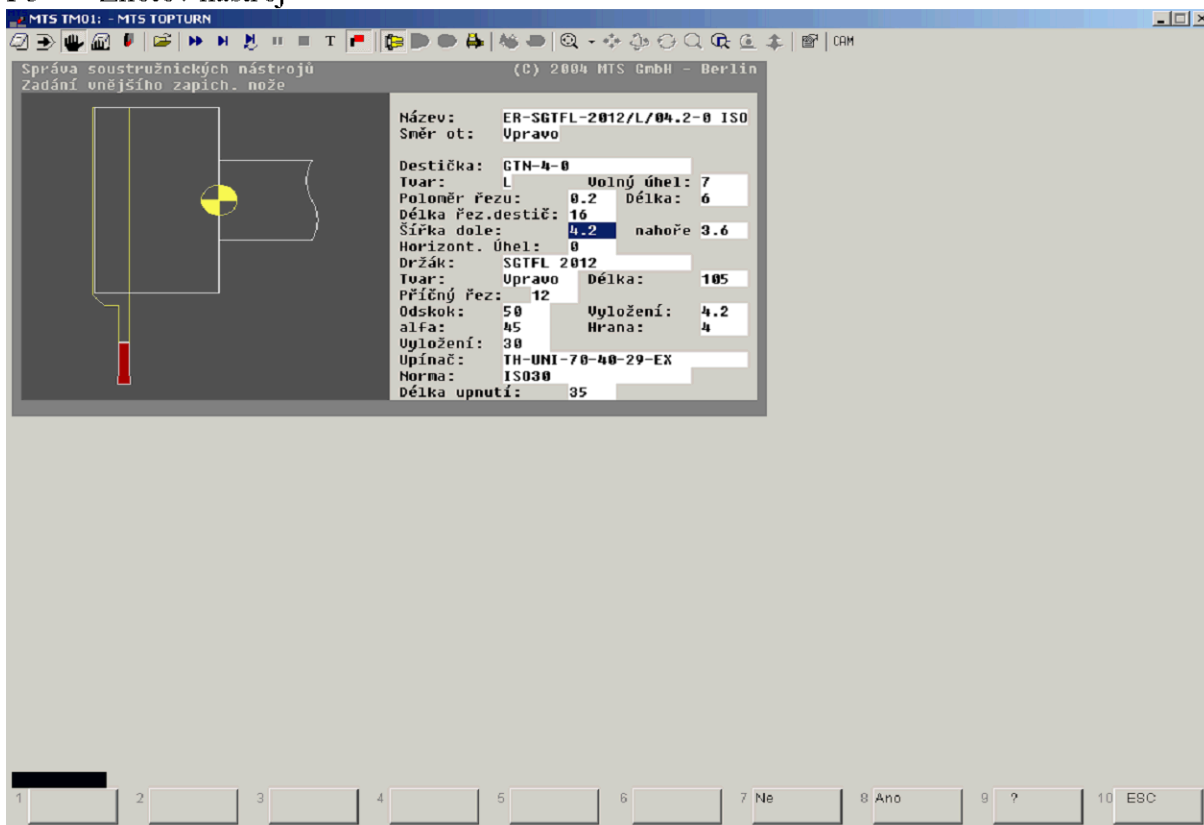 MTS TM01: - MTS TOPTURN
T CAM
Správa soustružnických nástrojů (C) 2004 MTS GmbH - Berlin
Zadání vnějšího zapich. nože
Název: ER-SGTFL-2012/L/04.2-0 ISO
Směr ot: Vpravo
Destička: GTN-4-0
Tvar: L Volný úhel: 7
Poloměr řezu: 0.2 Délka: 6
Délka řez.destič: 16
Šířka dole: 4.2 nahoře 3.6
Horizont. Úhel: 0
Držák: SGTFL 2012
Tvar: Vpravo Délka: 105
Příčný řez: 12
Odskok: 50 Vyložení: 4.2
alfa: 45 Hrana: 4
Vyložení: 30
Upínač: TH-UNI-70-40-29-EX
Norma: ISO30
Délka upnutí: 35
1 2 3 4 5 6 7 Ne 8 Ano 9 ? 10 ESC